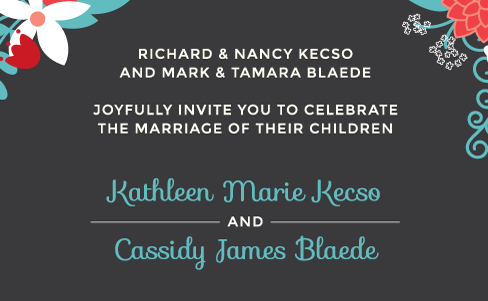 RICHARD & NANCY KECSO
AND MARK & TAMARA BLAEDE
JOYFULLY INVITE YOU TO CELEBRATE
THE MARRIAGE OF THEIR CHILDREN
Kathleen Marie Kecso
AND
Cassidy James Blaede